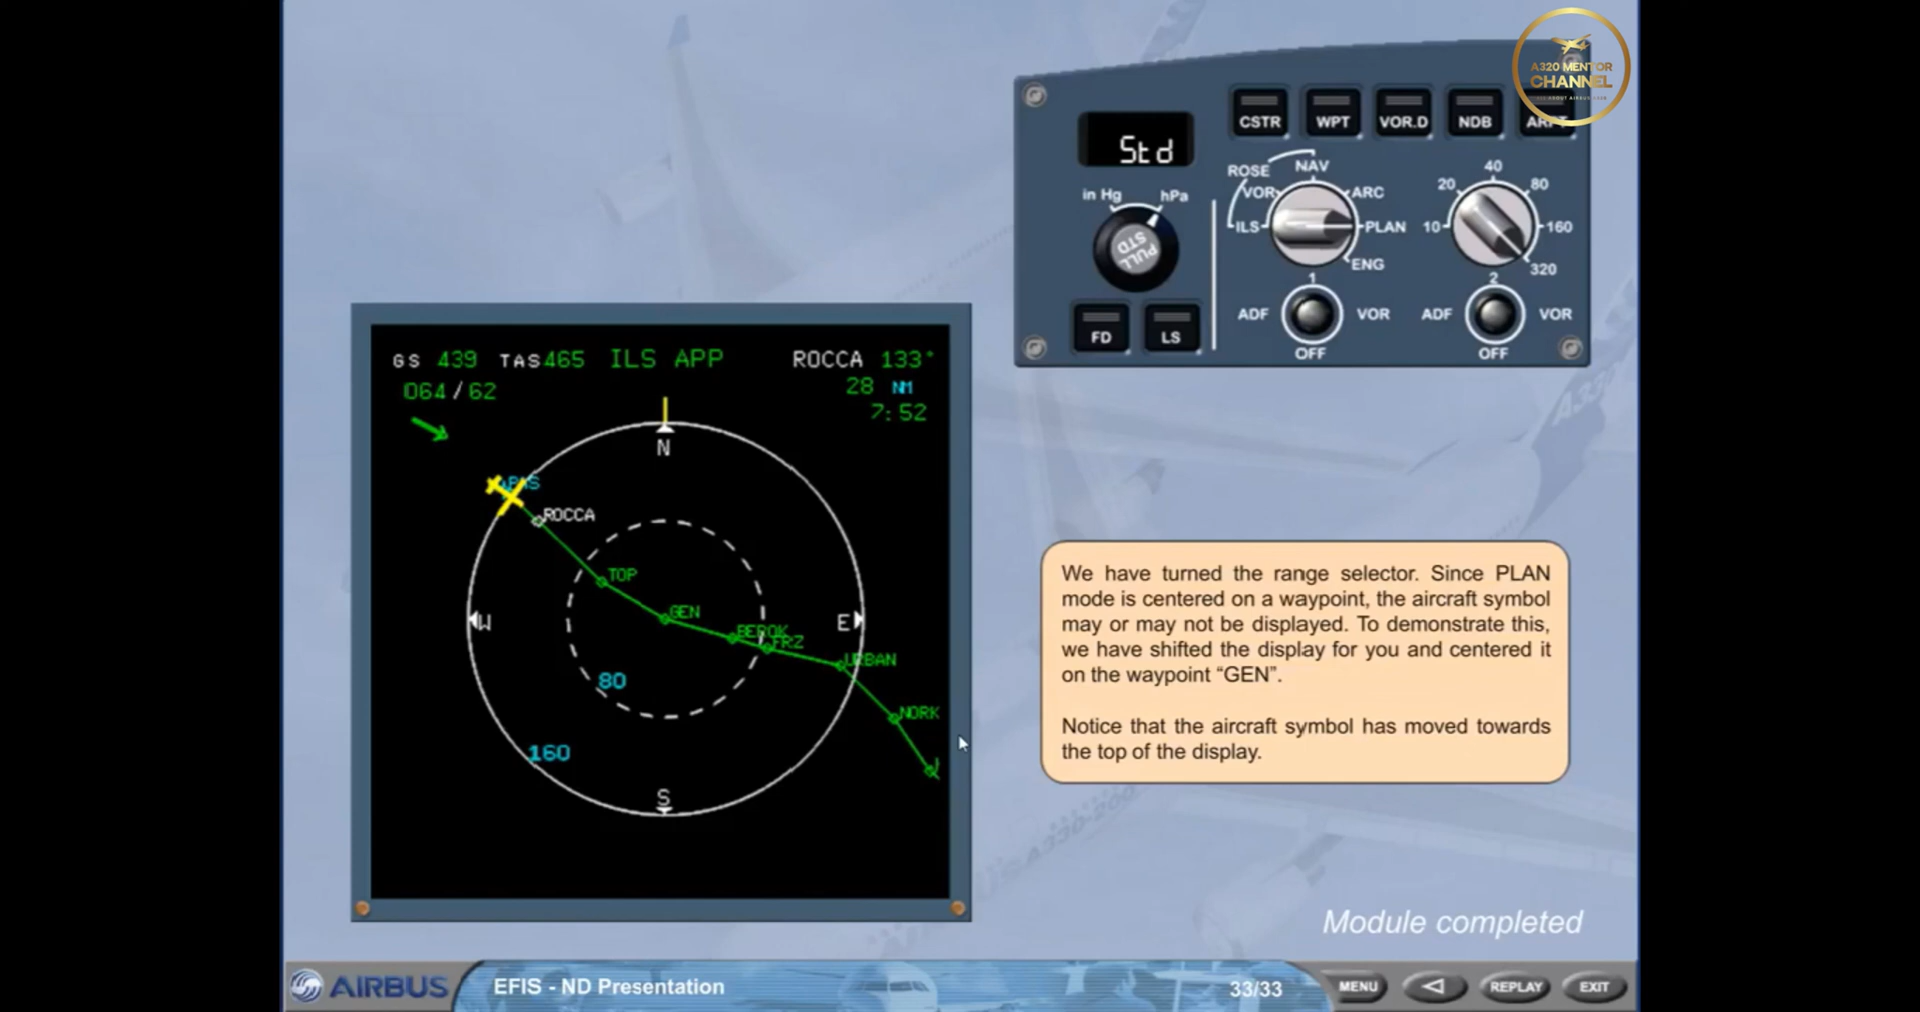 A320 MENTOR
CHANNEL
Std
CSTR WPT VOR.D NDB
in Hg hPa
PULL
STD
FD LS
ROSE NAV
VOR ARC
ILS PLAN
ENG
10 20 40 80 160 320
1
ADF VOR
OFF
2
ADF VOR
OFF
GS 439 TAS465 ILS APP ROCCA 133°
064/62 28 NM
7:52
N
ROCCA
TOP
GEN
BEROK
FRZ
W E
URBAN
80
NORK
160
S
We have turned the range selector. Since PLAN
mode is centered on a waypoint, the aircraft symbol
may or may not be displayed. To demonstrate this,
we have shifted the display for you and centered it
on the waypoint “GEN”.
Notice that the aircraft symbol has moved towards
the top of the display.
Module completed
AIRBUS
EFIS - ND Presentation
33/33
MENU REPLAY EXIT